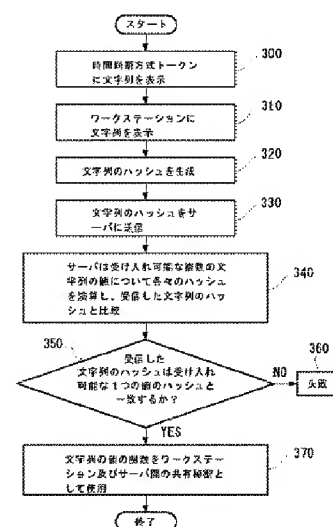 スタート
時間同期方式トークン
に文字列を表示
300
ワークステーションに
文字列を表示
310
文字列のハッシュを生成
320
文字列のハッシュをサ
ーバに送信
330
サーバは受け入れ可能な複数の文
字列の値について各々のハッシュ
を演算し、受信した文字列のハッ
シュと比較
340
350
受信した
文字列のハッシュは受け入れ
可能な1つの値のハッシュと
一致するか?
NO
360
失敗
YES
文字列の値の関数をワークステ
ーション及びサーバ間の共有秘密と
して使用
370
終了